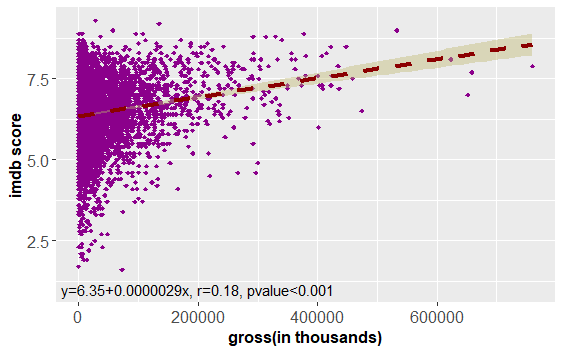 7.5
5.0
2.5
imdb score
y=6.35+0.0000029x, r=0.18, pvalue<0.001
0 200000 400000 600000
gross(in thousands)